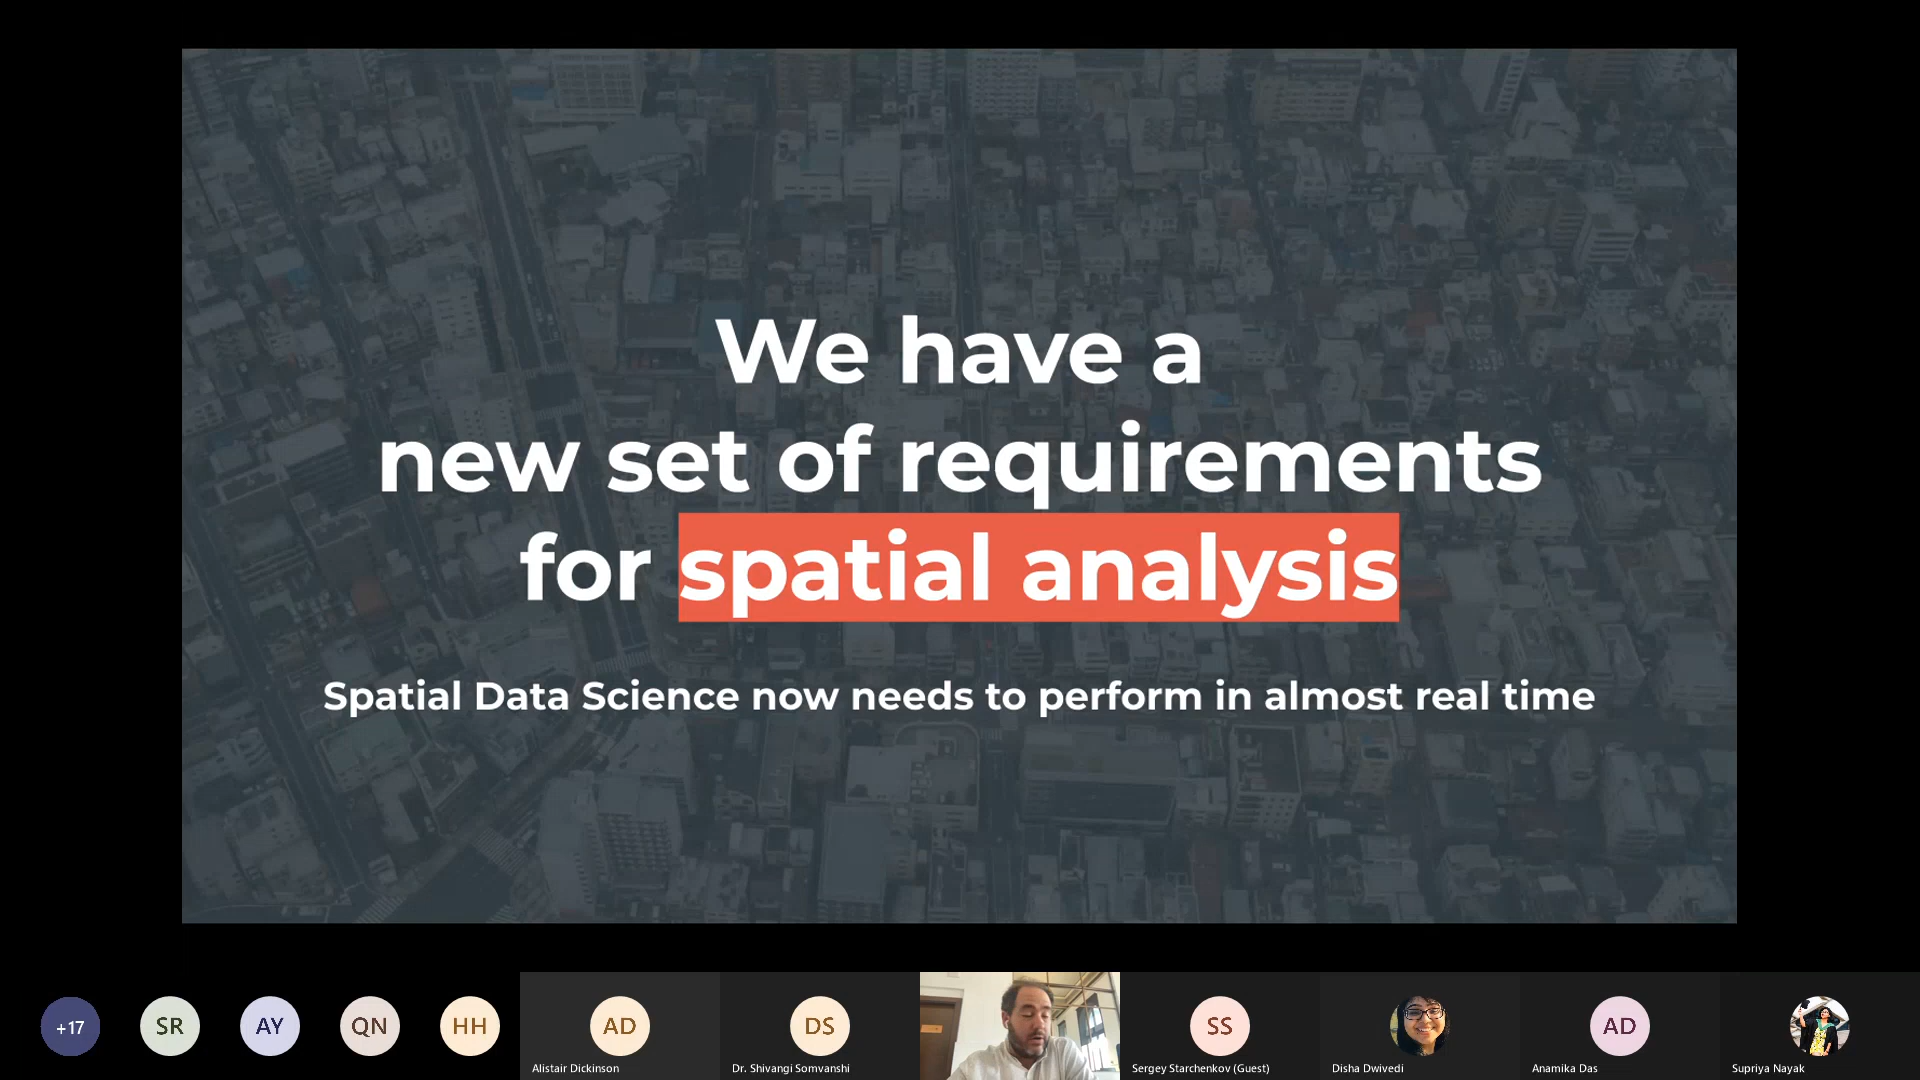 We have a
new set of requirements
for spatial analysis
Spatial Data Science now needs to perform in almost real time
+17
SR
AY
QN
HH
AD
Alistair Dickinson
DS
Dr. Shivangi Somvanshi
SS
Sergey Starchenkov (Guest)
Disha Dwivedi
AD
Anamika Das
Supriya Nayak